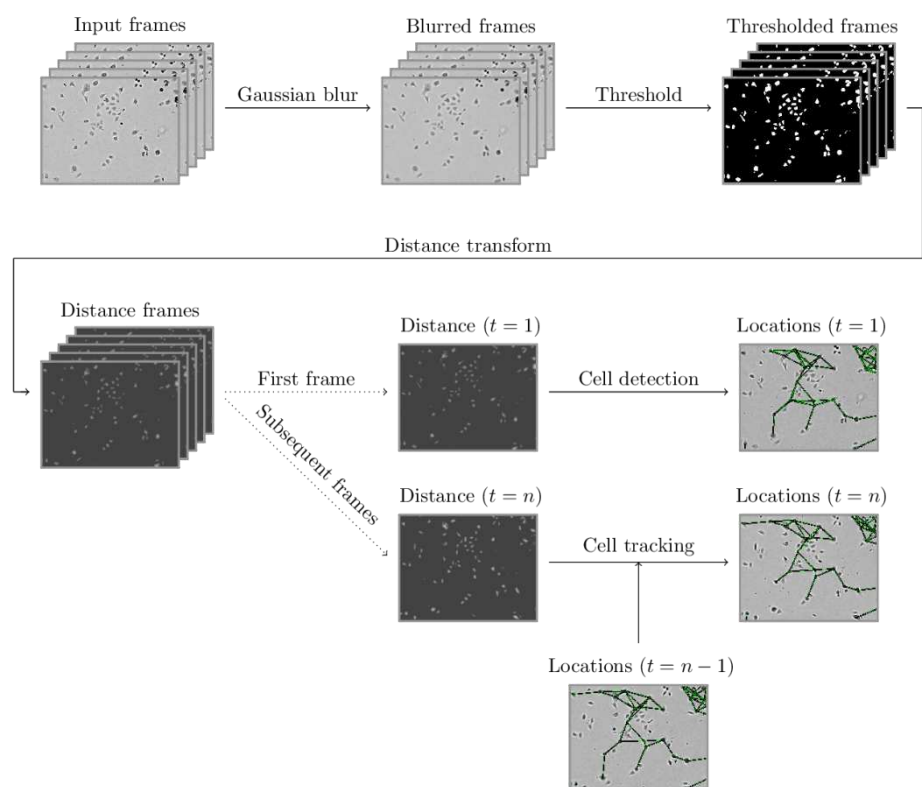 Input frames
Blurred frames
Thresholded frames
Gaussian blur
Threshold
Distance transform
Distance frames
Distance (t = 1)
Locations (t = 1)
First frame
Cell detection
Subsequent frames
Distance (t = n)
Locations (t = n)
Cell tracking
Locations (t = n − 1)